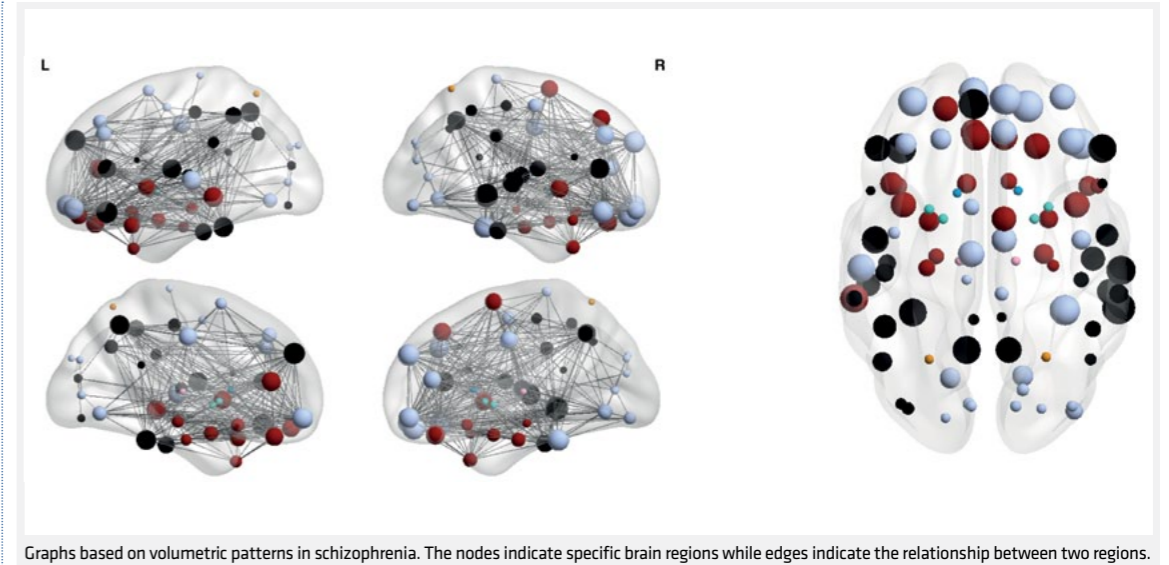 L
R
Graphs based on volumetric patterns in schizophrenia. The nodes indicate specific brain regions while edges indicate the relationship between two regions.